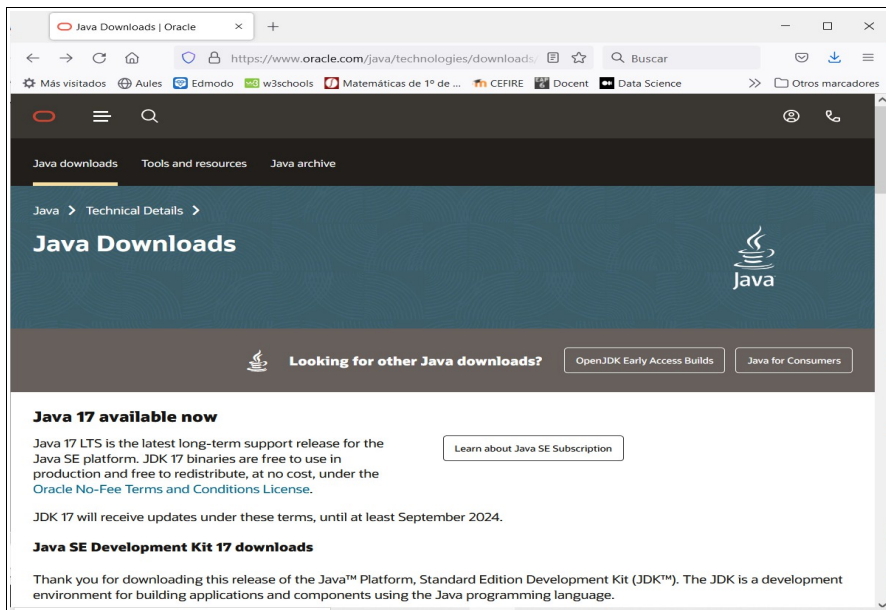 Java Downloads | Oracle
https://www.oracle.com/java/technologies/downloads/
Buscar
Más visitados Aules Edmodo w3schools Matemáticas de 1º de ... CEFIRE Docent Data Science Otros marcadores
Java downloads Tools and resources Java archive
Java Technical Details
Java Downloads
Java
Looking for other Java downloads? OpenJDK Early Access Builds Java for Consumers
Java 17 available now
Java 17 LTS is the latest long-term support release for the
Java SE platform. JDK 17 binaries are free to use in
production and free to redistribute, at no cost, under the
Oracle No-Fee Terms and Conditions License.
Learn about Java SE Subscription
JDK 17 will receive updates under these terms, until at least September 2024.
Java SE Development Kit 17 downloads
Thank you for downloading this release of the Java™ Platform, Standard Edition Development Kit (JDK™). The JDK is a development
environment for building applications and components using the Java programming language.